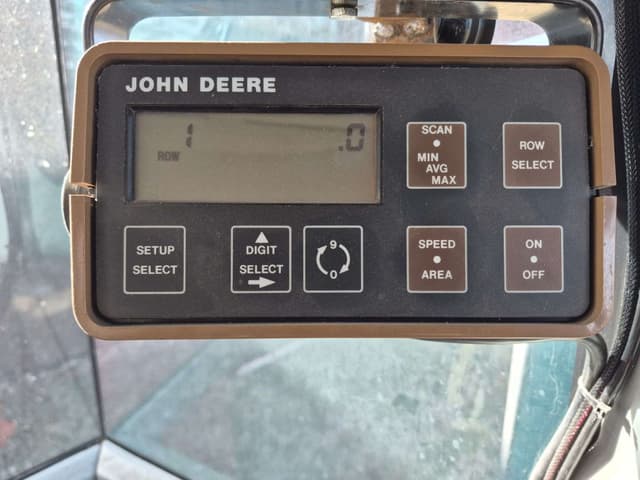 JOHN DEERE
1 .0
ROW
SCAN
MIN
AVG
MAX
ROW
SELECT
SETUP
SELECT
DIGIT
SELECT
9
0
SPEED
AREA
ON
OFF